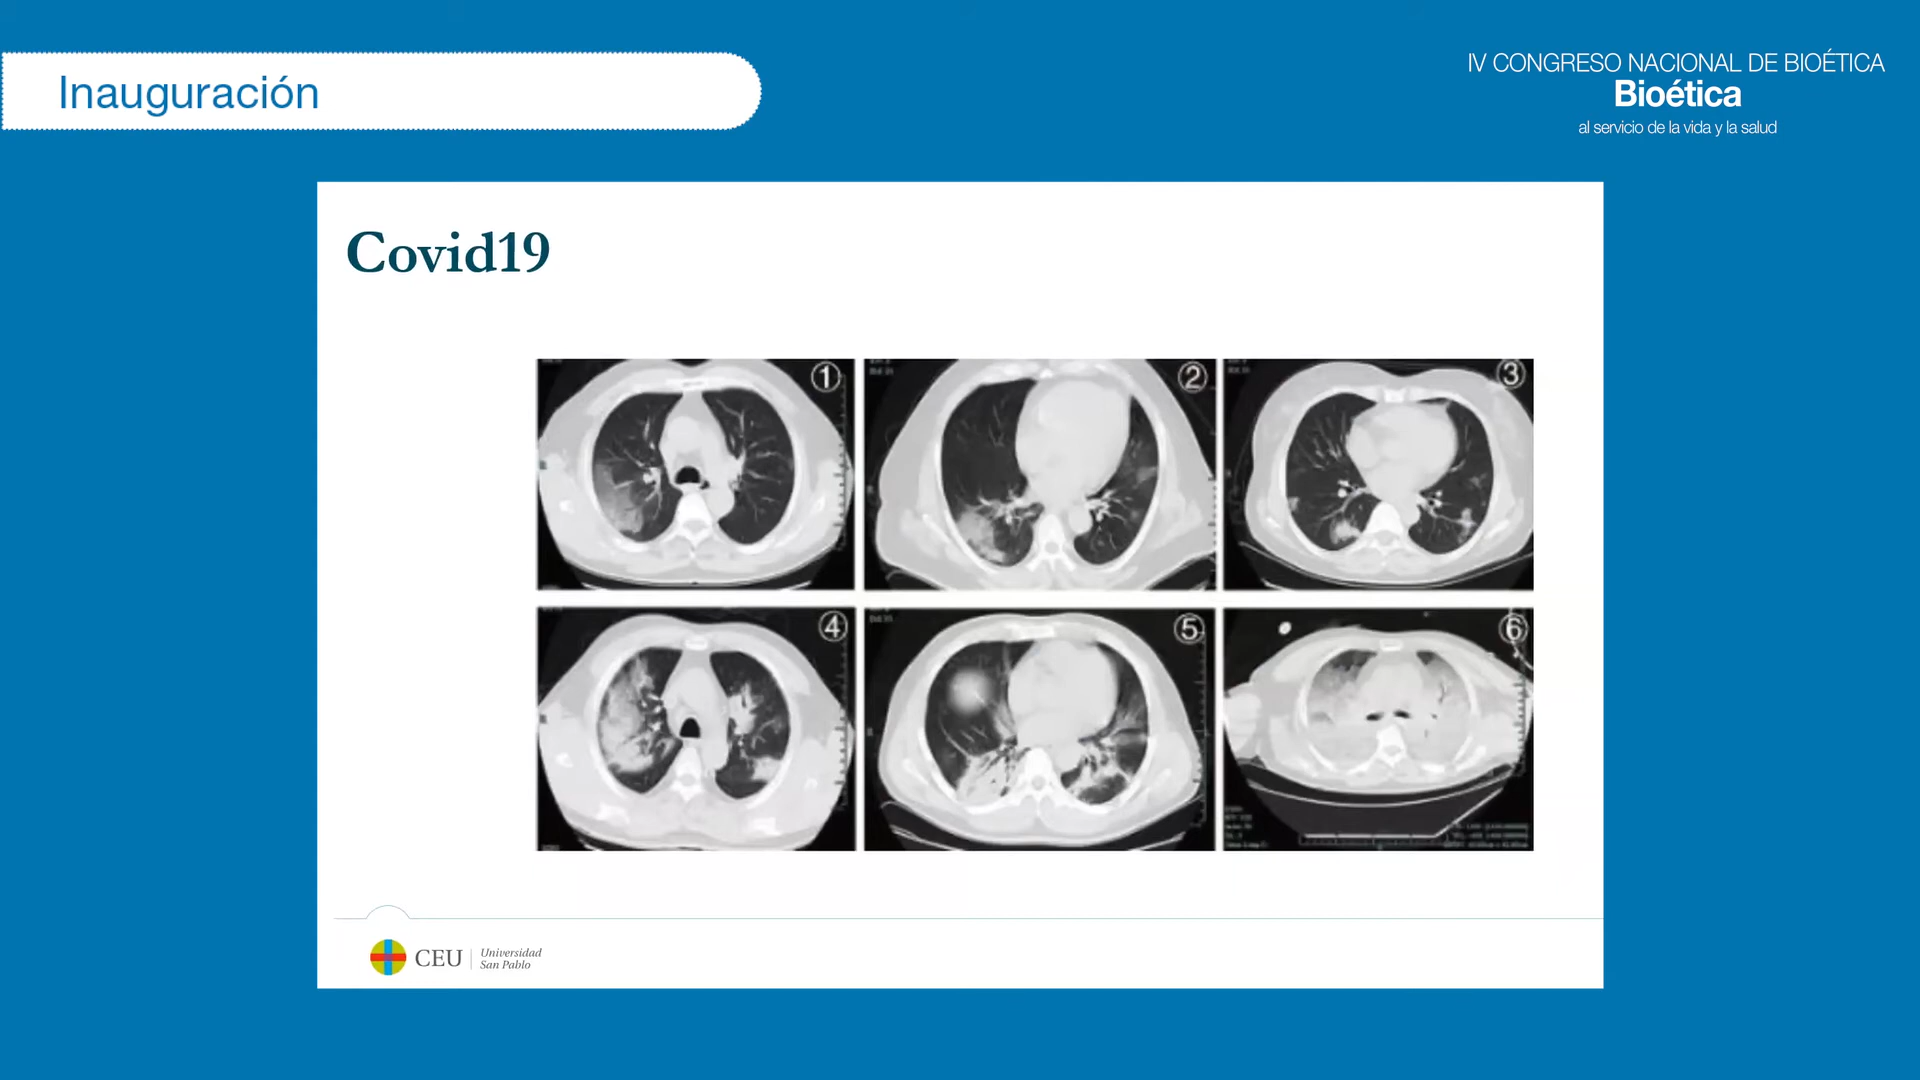 Inauguración
IV CONGRESO NACIONAL DE BIOÉTICA
Bioética
al servicio de la vida y la salud
Covid19
①
②
③
④
⑤
⑥
CEU
Universidad
San Pablo